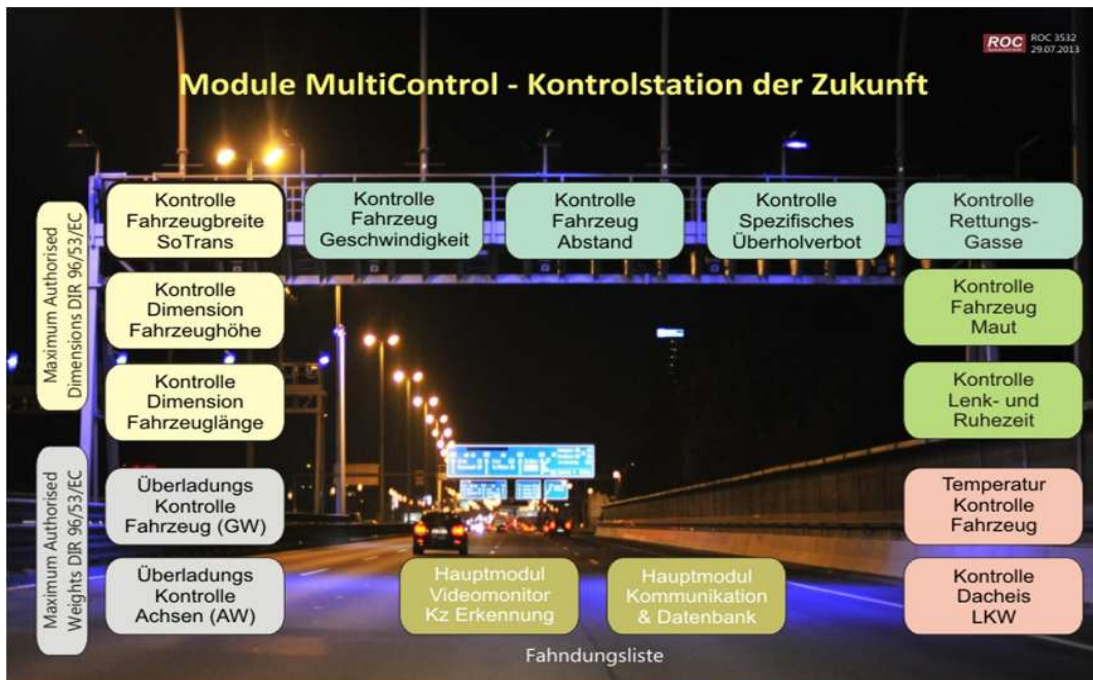 ROC
ROC 3532
29.07.2013
Module MultiControl - Kontrolstation der Zukunft
Maximum Authorised
Dimensions DIR 96/53/EC
Kontrolle
Fahrzeugbreite
SoTrans
Kontrolle
Fahrzeug
Geschwindigkeit
Kontrolle
Fahrzeug
Abstand
Kontrolle
Spezifisches
Überholverbot
Kontrolle
Rettungs-
Gasse
Kontrolle
Dimension
Fahrzeughöhe
Kontrolle
Fahrzeug
Maut
Kontrolle
Dimension
Fahrzeuglänge
Kontrolle
Lenk- und
Ruhezeit
Maximum Authorised
Weights DIR 96/53/EC
Überladungs
Kontrolle
Fahrzeug (GW)
Temperatur
Kontrolle
Fahrzeug
Überladungs
Kontrolle
Achsen (AW)
Hauptmodul
Videomonitor
Kz Erkennung
Hauptmodul
Kommunikation
& Datenbank
Kontrolle
Dacheis
LKW
Fahndungsliste